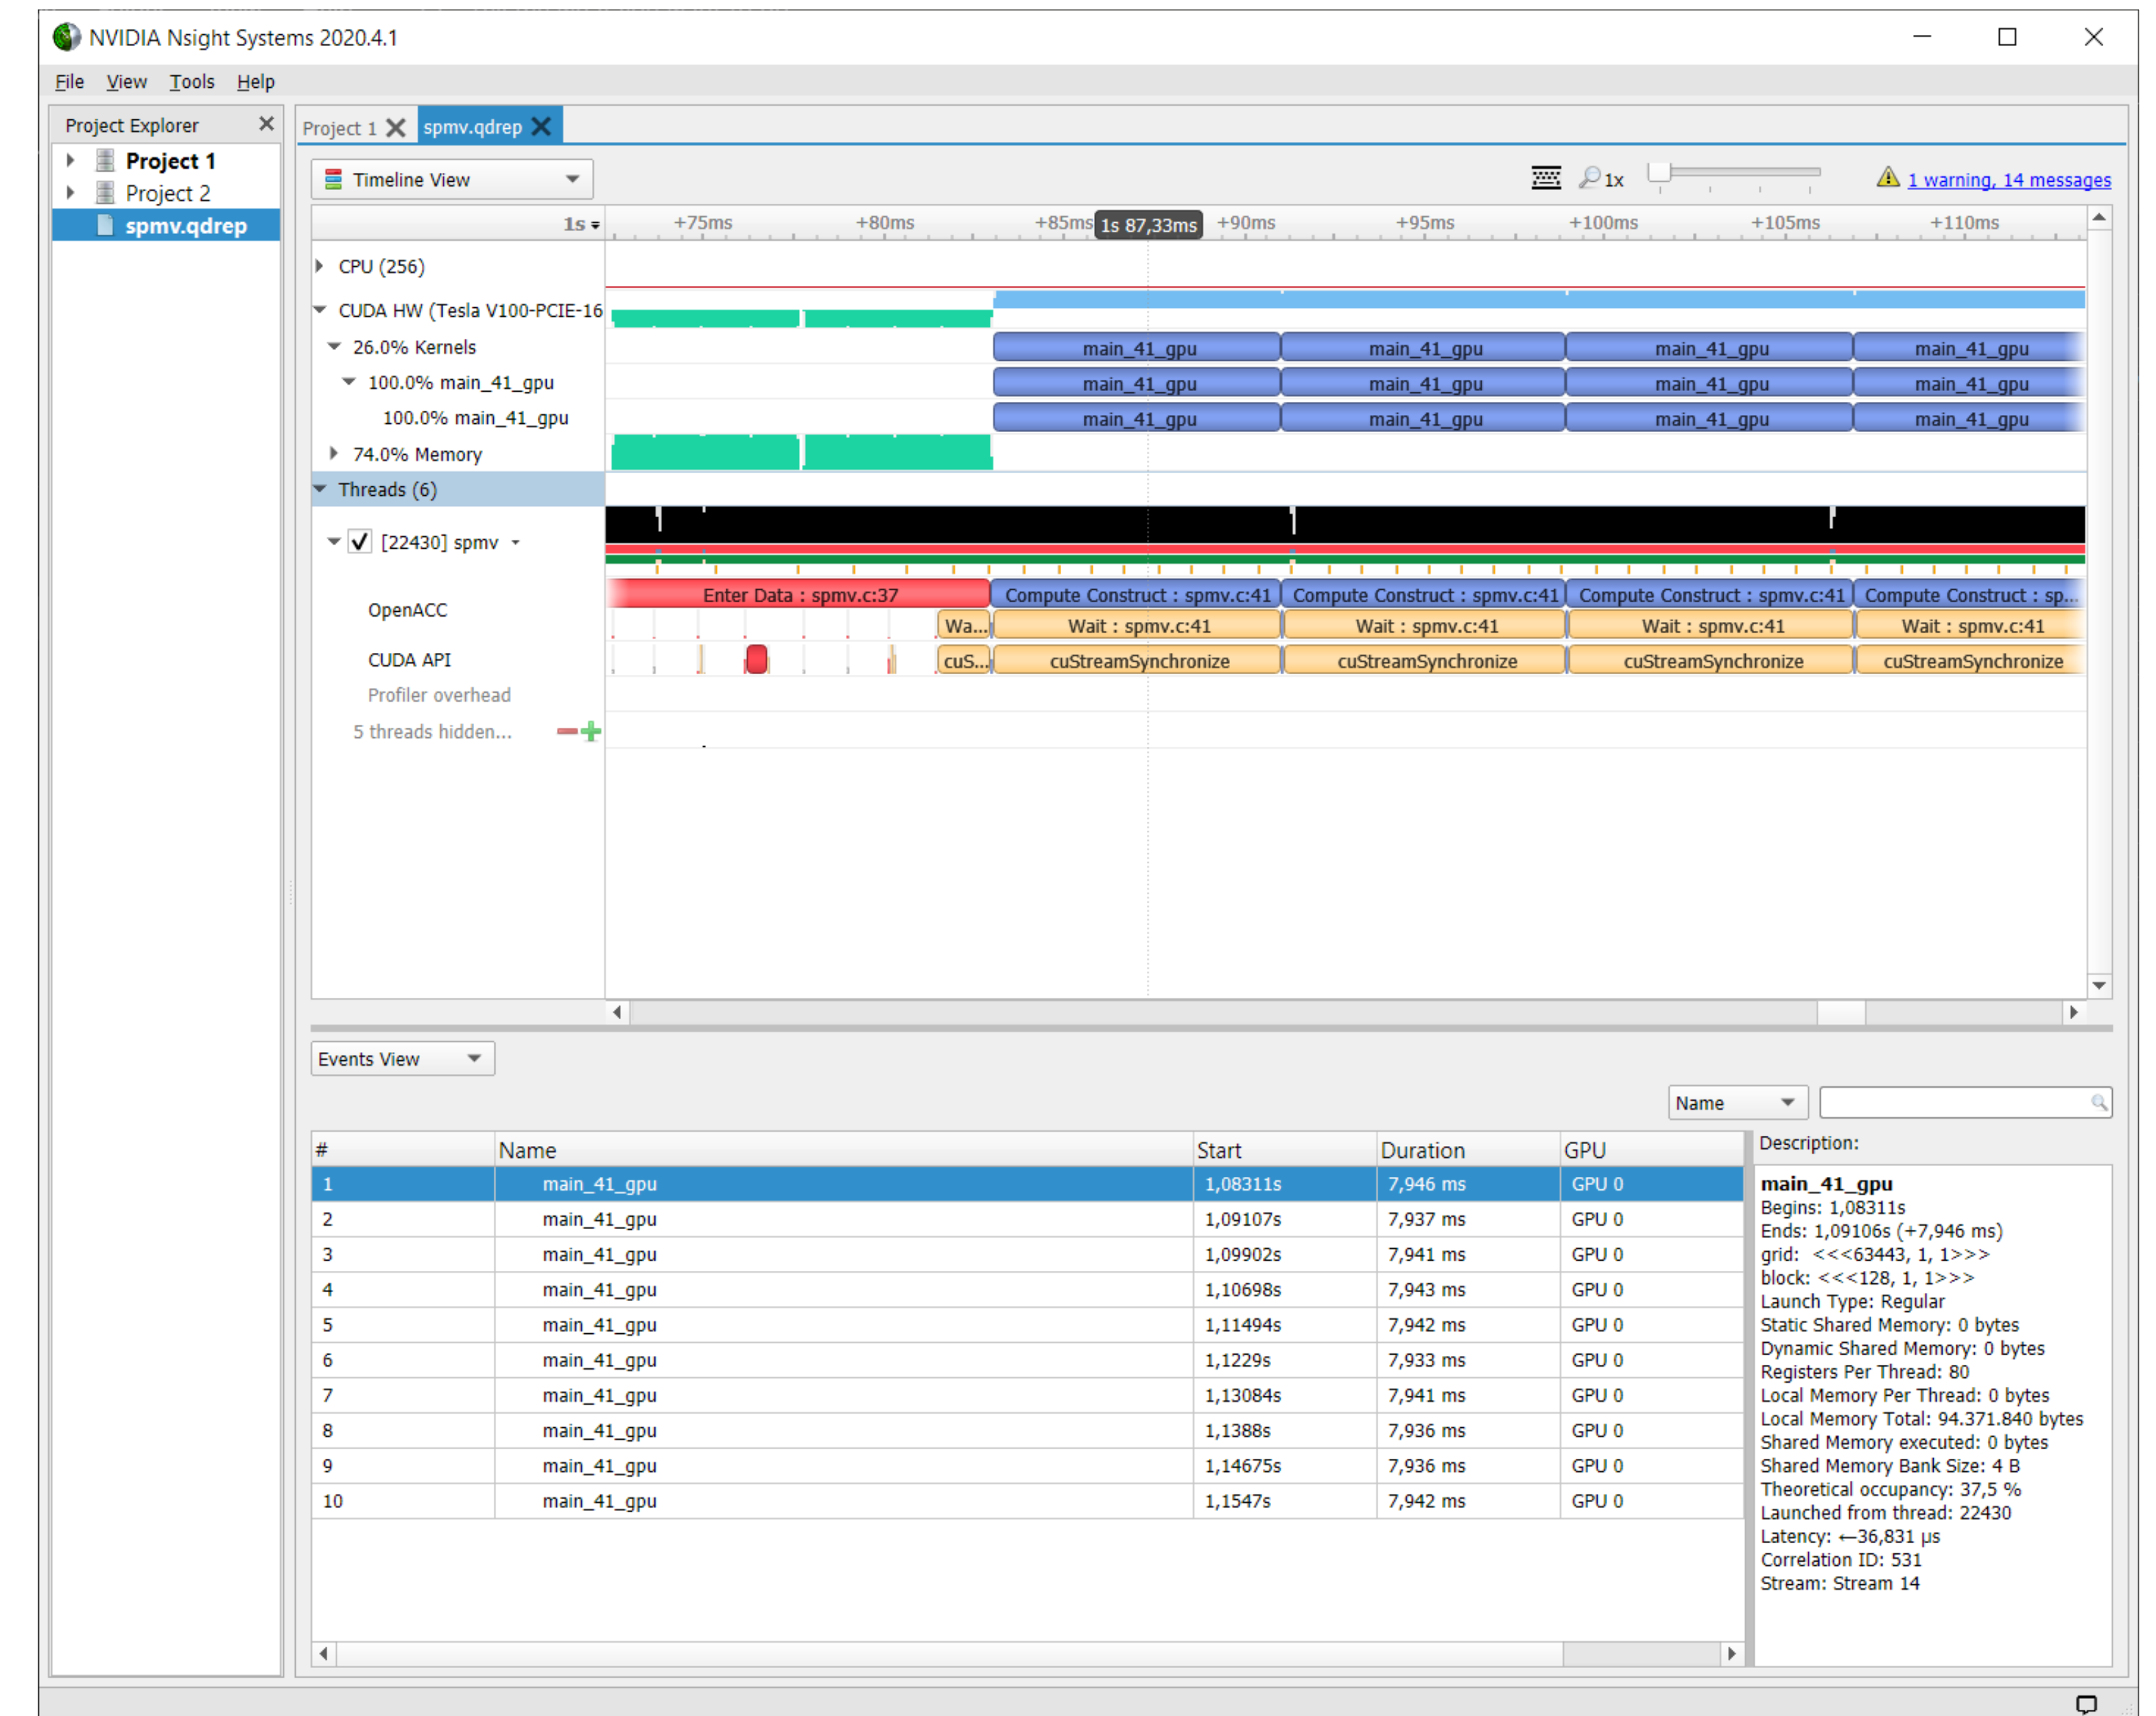 NVIDIA Nsight Systems 2020.4.1
File View Tools Help
Project Explorer
Project 1
Project 2
spmv.qdrep
Project 1
spmv.qdrep
Timeline View
1x
1 warning, 14 messages
1s
+75ms +80ms +85ms 1s 87,33ms +90ms +95ms +100ms +105ms +110ms
CPU (256)
CUDA HW (Tesla V100-PCIE-16
26.0% Kernels main_41_gpu main_41_gpu main_41_gpu main_41_gpu
100.0% main_41_gpu main_41_gpu main_41_gpu main_41_gpu main_41_gpu
100.0% main_41_gpu main_41_gpu main_41_gpu main_41_gpu main_41_gpu
74.0% Memory
Threads (6)
[22430] spmv
Enter Data : spmv.c:37 Compute Construct : spmv.c:41 Compute Construct : spmv.c:41 Compute Construct : spmv.c:41 Compute Construct : sp...
OpenACC
Wa... Wait : spmv.c:41 Wait : spmv.c:41 Wait : spmv.c:41 Wait : spmv.c:41
CUDA API cuS... cuStreamSynchronize cuStreamSynchronize cuStreamSynchronize cuStreamSynchronize
Profiler overhead
5 threads hidden...
Events View
Name
# Name Start Duration GPU
1 main_41_gpu 1,08311s 7,946 ms GPU 0
2 main_41_gpu 1,09107s 7,937 ms GPU 0
3 main_41_gpu 1,09902s 7,941 ms GPU 0
4 main_41_gpu 1,10698s 7,943 ms GPU 0
5 main_41_gpu 1,11494s 7,942 ms GPU 0
6 main_41_gpu 1,1229s 7,933 ms GPU 0
7 main_41_gpu 1,13084s 7,941 ms GPU 0
8 main_41_gpu 1,1388s 7,936 ms GPU 0
9 main_41_gpu 1,14675s 7,936 ms GPU 0
10 main_41_gpu 1,1547s 7,942 ms GPU 0
Description:
main_41_gpu
Begins: 1,08311s
Ends: 1,09106s (+7,946 ms)
grid: <<<63443, 1, 1>>>
block: <<<128, 1, 1>>>
Launch Type: Regular
Static Shared Memory: 0 bytes
Dynamic Shared Memory: 0 bytes
Registers Per Thread: 80
Local Memory Per Thread: 0 bytes
Local Memory Total: 94.371.840 bytes
Shared Memory executed: 0 bytes
Shared Memory Bank Size: 4 B
Theoretical occupancy: 37,5 %
Launched from thread: 22430
Latency: ←36,831 μs
Correlation ID: 531
Stream: Stream 14